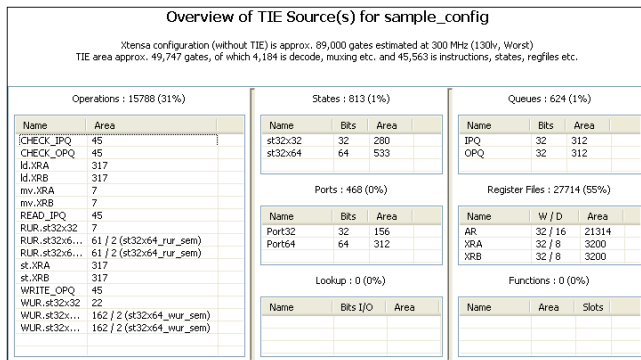 Overview of TIE Source(s) for sample_config
Xtensa configuration (without TIE) is approx. 89,000 gates estimated at 300 MHz (130lv, Worst)
TIE area approx. 49,747 gates, of which 4,184 is decode, muxing etc. and 45,563 is instructions, states, regfiles etc.
Operations : 15788 (31%)
Name Area
CHECK_IPQ 45
CHECK_OPQ 45
ld.XRA 317
ld.XRB 317
mv.XRA 7
mv.XRB 7
READ_IPQ 45
RUR.st32x32 7
RUR.st32x6... 61 / 2 (st32x64_rur_sem)
RUR.st32x6... 61 / 2 (st32x64_rur_sem)
st.XRA 317
st.XRB 317
WRITE_OPQ 45
WUR.st32x32 22
WUR.st32x... 162 / 2 (st32x64_wur_sem)
WUR.st32x... 162 / 2 (st32x64_wur_sem)
States : 813 (1%)
Name Bits Area
st32x32 32 280
st32x64 64 533
Ports : 468 (0%)
Name Bits Area
Port32 32 156
Port64 64 312
Lookup : 0 (0%)
Name Bits I/O Area
Queues : 624 (1%)
Name Bits Area
IPQ 32 312
OPQ 32 312
Register Files : 27714 (55%)
Name W / D Area
AR 32 / 16 21314
XRA 32 / 8 3200
XRB 32 / 8 3200
Functions : 0 (0%)
Name Area Slots